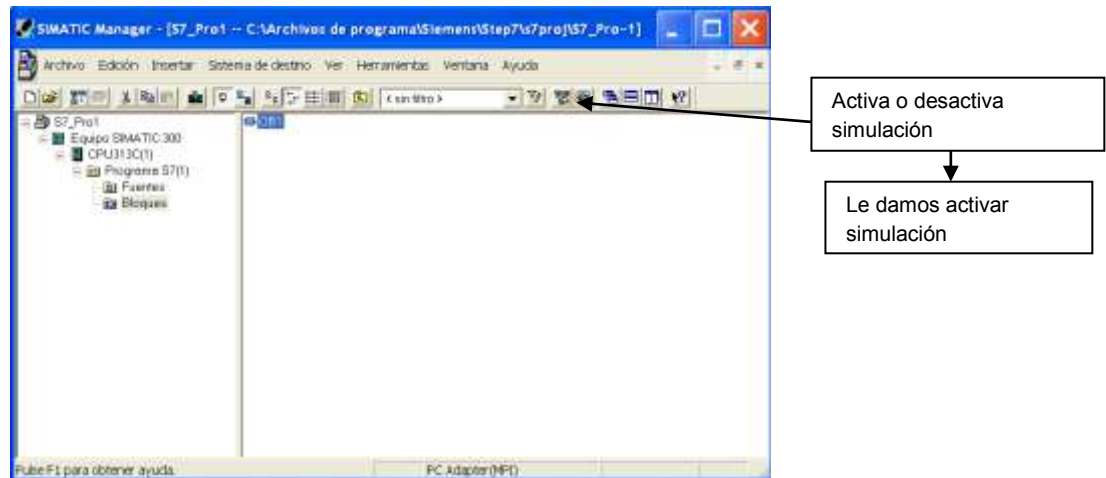 SIMATIC Manager - [S7_Pro1 -- C:\Archivos de programa\Siemens\Step7\s7proj\S7_Pro~1]
Archivo Edición Insertar Sistema de destino Ver Herramientas Ventana Ayuda
< sin filtro >
S7_Pro1
OB1
Equipo SIMATIC 300
CPU313C(1)
Programa S7(1)
Fuentes
Bloques
Pulse F1 para obtener ayuda.
PC Adapter(MPI)
Activa o desactiva
simulación
Le damos activar
simulación